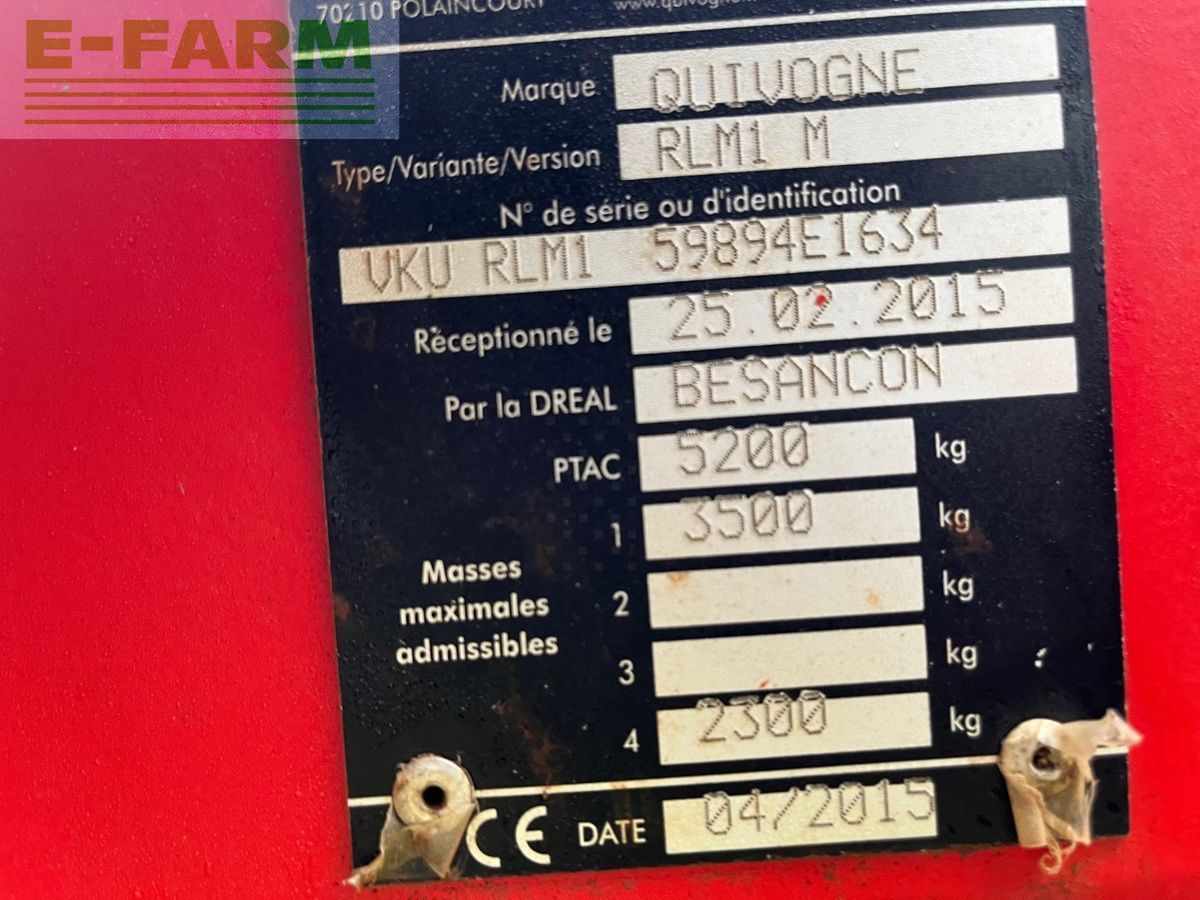 70210 POLAINCOURT
E-FARM
Marque QUIVOGNE
Type/Variante/Version RLM1 M
N° de série ou d'identification
VKU RLM1 59894E1634
Réceptionné le 25.02.2015
Par la DREAL BESANCON
PTAC 5200 kg
1 3500 kg
Masses
maximales
admissibles
2 kg
3 kg
4 2300 kg
CE DATE 04/2015